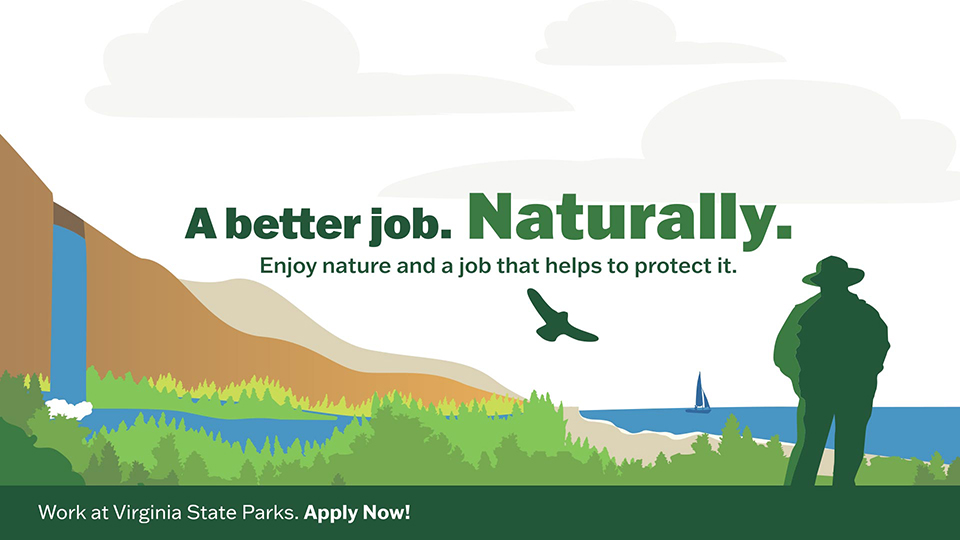 A better job. Naturally.
Enjoy nature and a job that helps to protect it.
Work at Virginia State Parks. Apply Now!